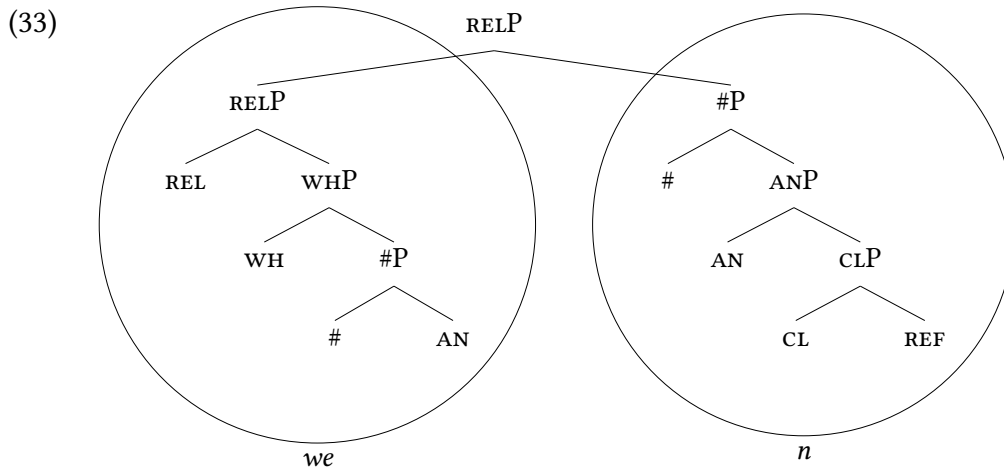 (33)
RELP
RELP #P
REL WHP # ANP
WH #P AN CLP
# AN CL REF
we n